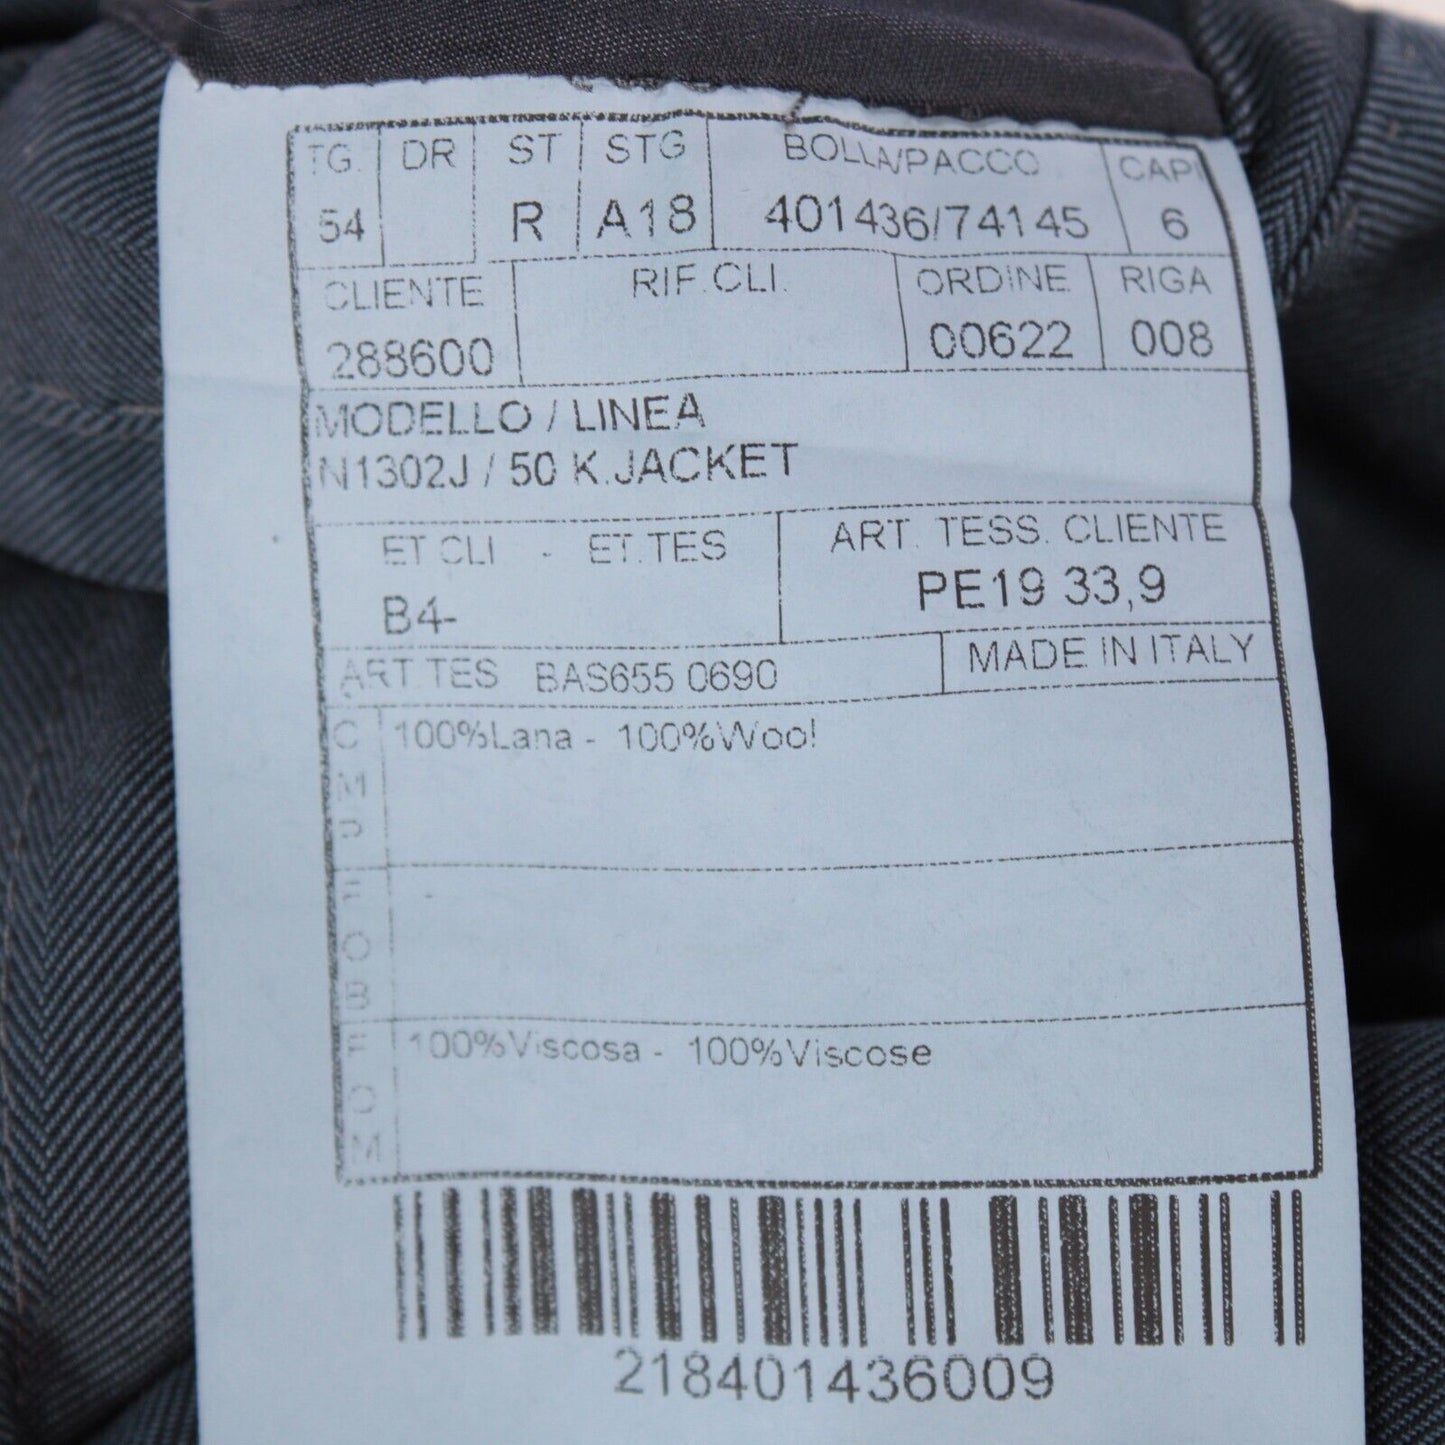 TG. DR ST STG BOLLA/PACCO CAPI
54 R A18 401436/74145 6
CLIENTE RIF.CLI. ORDINE RIGA
288600 00622 008
MODELLO / LINEA
N1302J / 50 K.JACKET
ET.CLI - ET.TES ART. TESS. CLIENTE
B4- PE19 33,9
ART.TES BAS655 0690 MADE IN ITALY
C 100%Lana - 100%Wool
M
P
F
O
B
F 100%Viscosa - 100%Viscose
O
M
218401436009